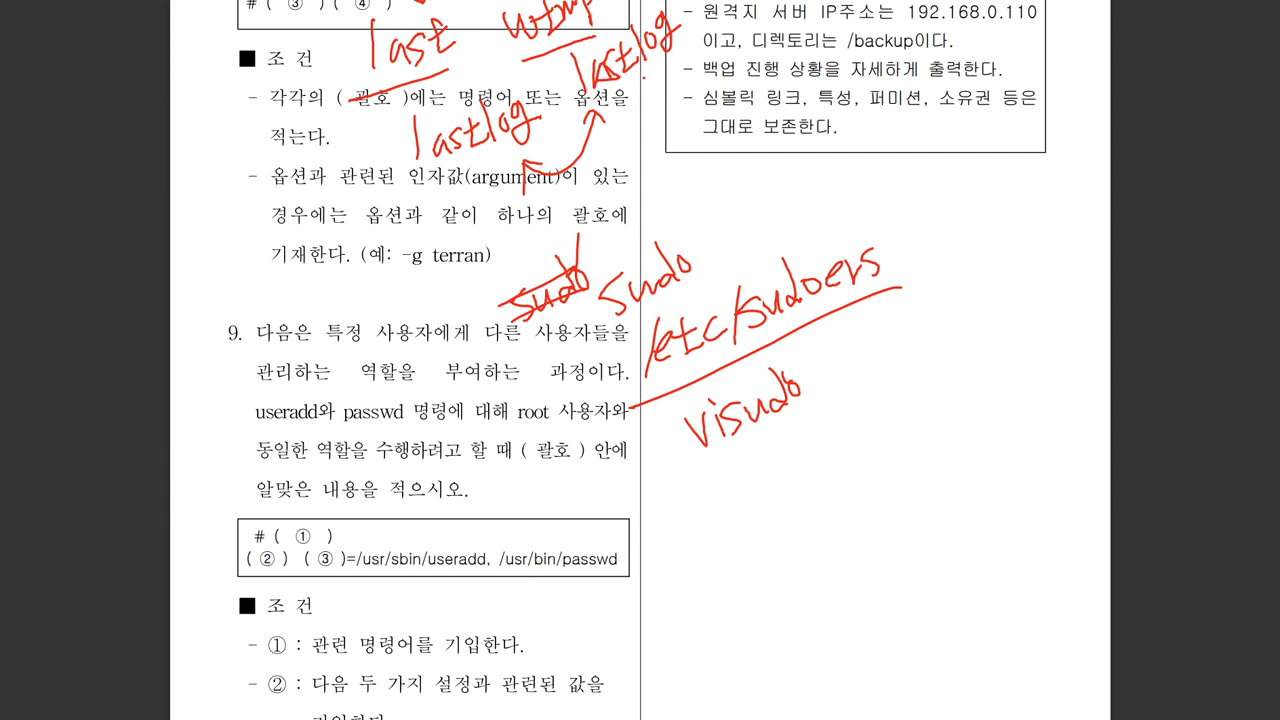 # ( ③ ) ( ④ )
last
wtmp
lastlog
■ 조 건
- 각각의 ( 괄호 )에는 명령어 또는 옵션을
적는다.
lastlog
- 옵션과 관련된 인자값(argument)이 있는
경우에는 옵션과 같이 하나의 괄호에
기재한다. (예: -g terran)
sudo sudo
9. 다음은 특정 사용자에게 다른 사용자들을
관리하는 역할을 부여하는 과정이다.
useradd와 passwd 명령에 대해 root 사용자와
동일한 역할을 수행하려고 할 때 ( 괄호 ) 안에
알맞은 내용을 적으시오.
# ( ① )
( ② ) ( ③ )=/usr/sbin/useradd, /usr/bin/passwd
■ 조 건
- ① : 관련 명령어를 기입한다.
- ② : 다음 두 가지 설정과 관련된 값을
- 원격지 서버 IP주소는 192.168.0.110
이고, 디렉토리는 /backup이다.
- 백업 진행 상황을 자세하게 출력한다.
- 심볼릭 링크, 특성, 퍼미션, 소유권 등은
그대로 보존한다.
/etc/sudoers
visudo